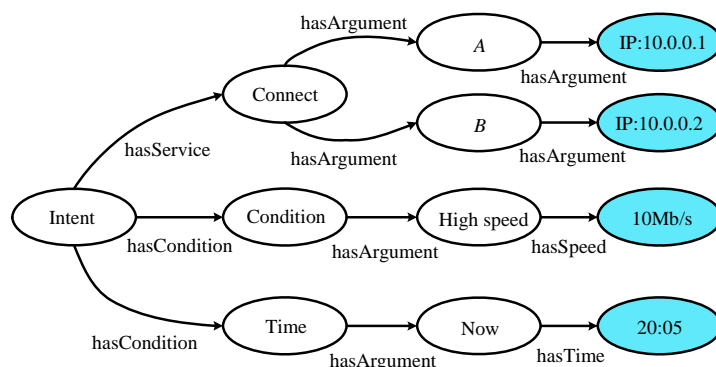 hasArgument
A
IP:10.0.0.1
hasArgument
Connect
B
IP:10.0.0.2
hasArgument
hasArgument
hasService
Intent
Condition
High speed
10Mb/s
hasCondition
hasArgument
hasSpeed
Time
Now
20:05
hasCondition
hasArgument
hasTime